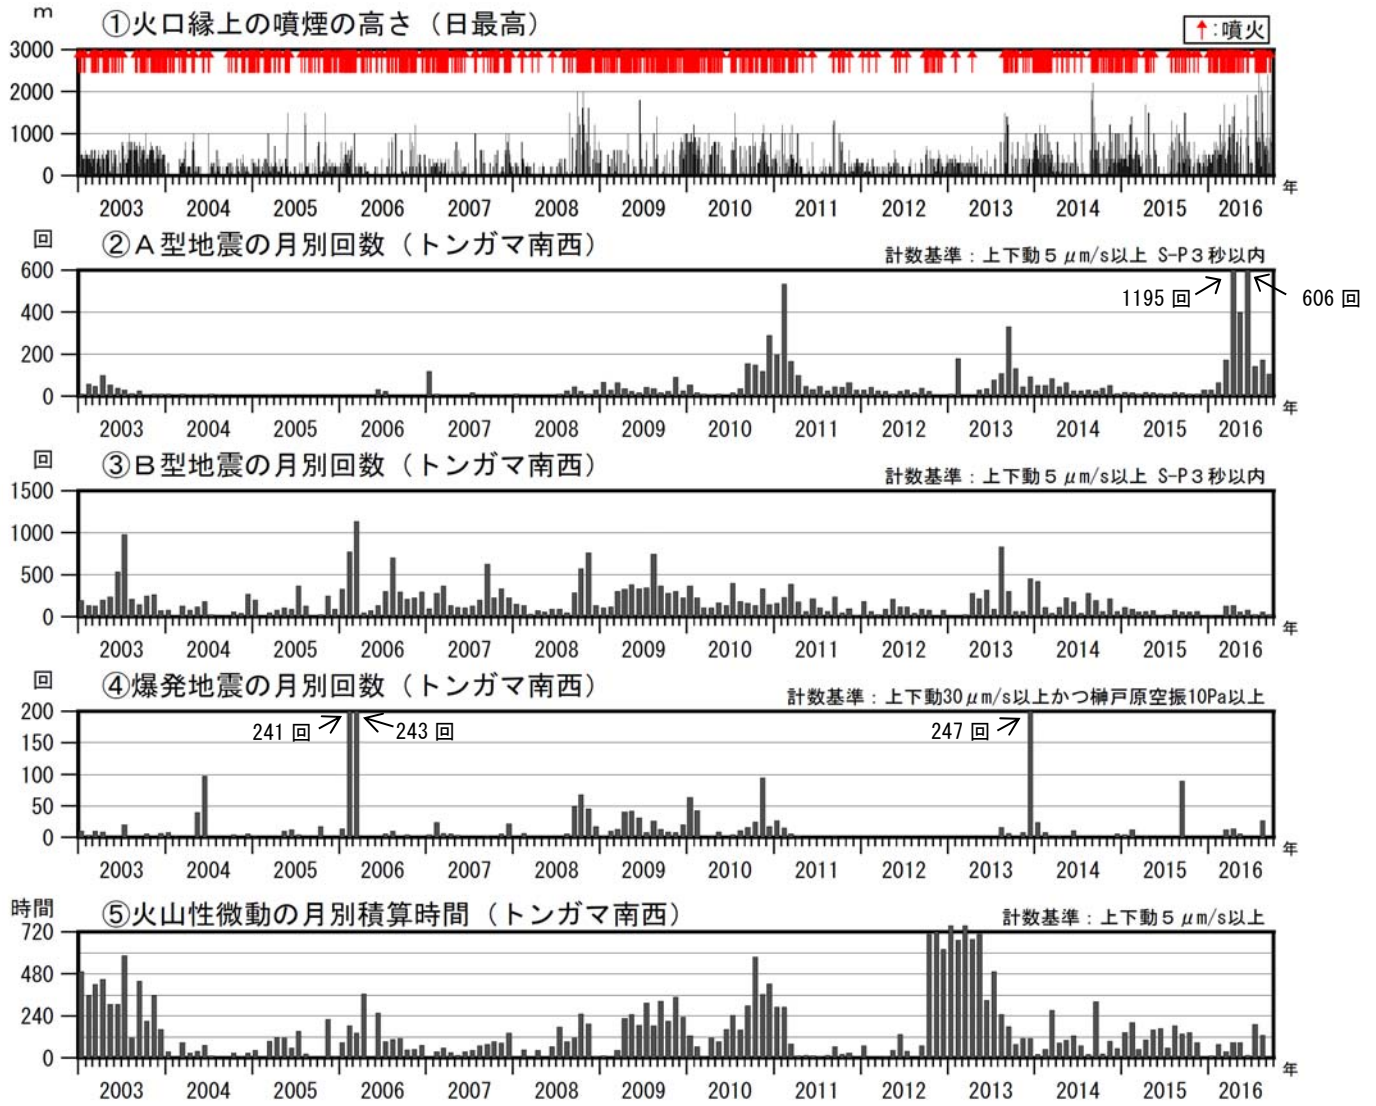 m
①火口縁上の噴煙の高さ（日最高）
↑:噴火
3000
2000
1000
0
年
2003 2004 2005 2006 2007 2008 2009 2010 2011 2012 2013 2014 2015 2016
回
②Ａ型地震の月別回数（トンガマ南西）
計数基準：上下動５μm/s以上 S-P３秒以内
600
1195 回
606 回
400
200
0
年
2003 2004 2005 2006 2007 2008 2009 2010 2011 2012 2013 2014 2015 2016
回
③Ｂ型地震の月別回数（トンガマ南西）
計数基準：上下動５μm/s以上 S-P３秒以内
1500
1000
500
0
年
2003 2004 2005 2006 2007 2008 2009 2010 2011 2012 2013 2014 2015 2016
回
④爆発地震の月別回数（トンガマ南西）
計数基準：上下動30μm/s以上かつ榊戸原空振10Pa以上
200
241 回
243 回
247 回
150
100
50
0
年
2003 2004 2005 2006 2007 2008 2009 2010 2011 2012 2013 2014 2015 2016
時間
⑤火山性微動の月別積算時間（トンガマ南西）
計数基準：上下動５μm/s以上
720
480
240
0
年
2003 2004 2005 2006 2007 2008 2009 2010 2011 2012 2013 2014 2015 2016